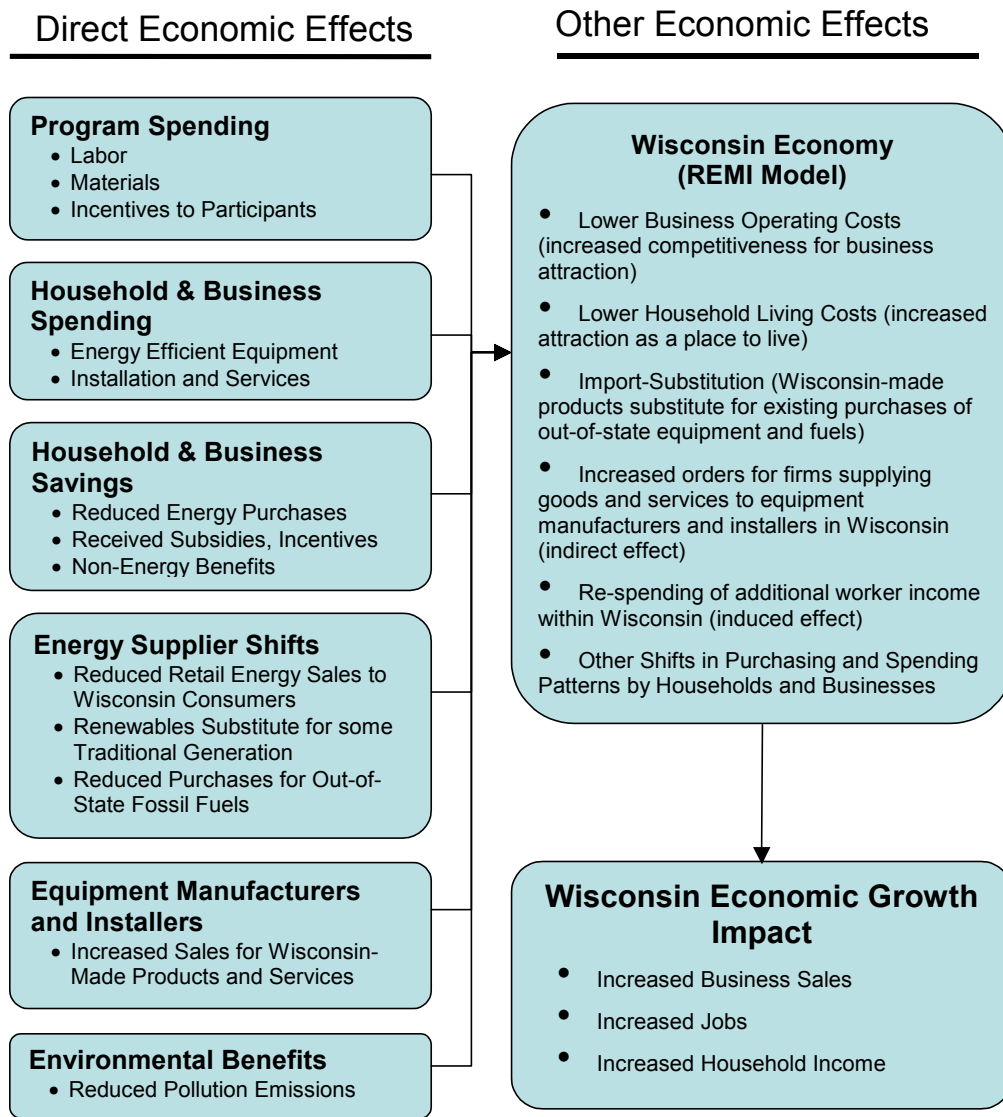 Direct Economic Effects
Program Spending
• Labor
• Materials
• Incentives to Participants
Household & Business
Spending
• Energy Efficient Equipment
• Installation and Services
Household & Business
Savings
• Reduced Energy Purchases
• Received Subsidies, Incentives
• Non-Energy Benefits
Energy Supplier Shifts
• Reduced Retail Energy Sales to
Wisconsin Consumers
• Renewables Substitute for some
Traditional Generation
• Reduced Purchases for Out-of-
State Fossil Fuels
Equipment Manufacturers
and Installers
• Increased Sales for Wisconsin-
Made Products and Services
Environmental Benefits
• Reduced Pollution Emissions
Other Economic Effects
Wisconsin Economy
(REMI Model)
• Lower Business Operating Costs
(increased competitiveness for business
attraction)
• Lower Household Living Costs (increased
attraction as a place to live)
• Import-Substitution (Wisconsin-made
products substitute for existing purchases of
out-of-state equipment and fuels)
• Increased orders for firms supplying
goods and services to equipment
manufacturers and installers in Wisconsin
(indirect effect)
• Re-spending of additional worker income
within Wisconsin (induced effect)
• Other Shifts in Purchasing and Spending
Patterns by Households and Businesses
Wisconsin Economic Growth
Impact
• Increased Business Sales
• Increased Jobs
• Increased Household Income